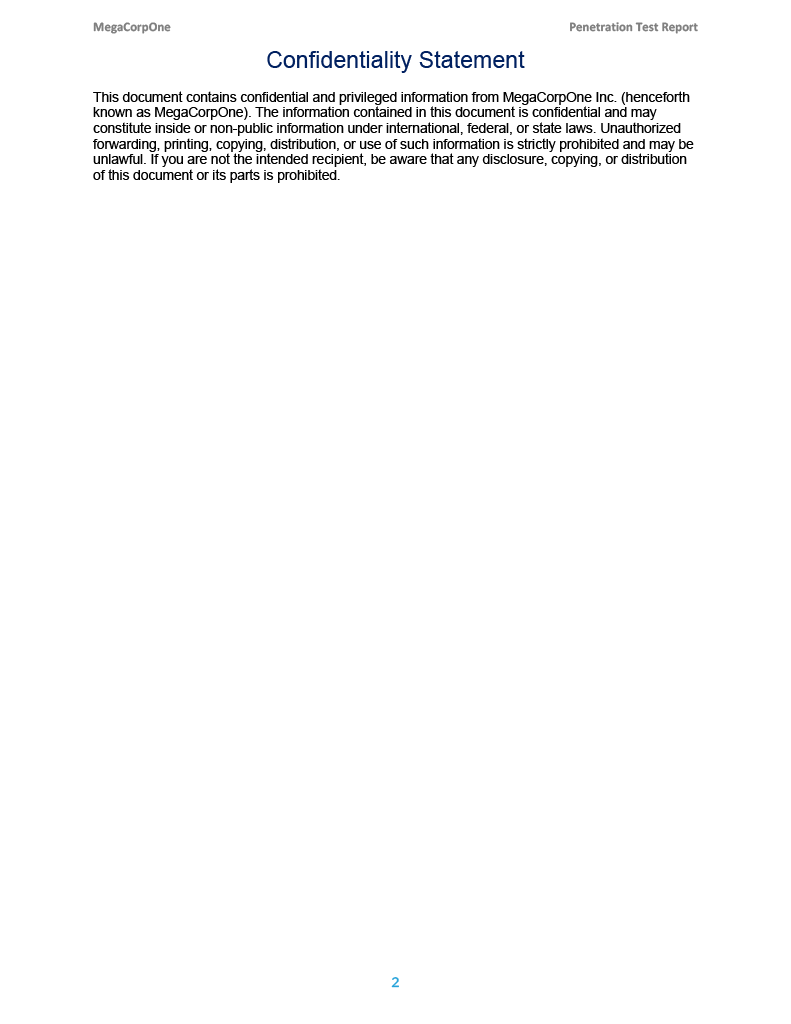 MegaCorpOne Penetration Test Report
Confidentiality Statement
This document contains confidential and privileged information from MegaCorpOne Inc. (henceforth
known as MegaCorpOne). The information contained in this document is confidential and may
constitute inside or non-public information under international, federal, or state laws. Unauthorized
forwarding, printing, copying, distribution, or use of such information is strictly prohibited and may be
unlawful. If you are not the intended recipient, be aware that any disclosure, copying, or distribution
of this document or its parts is prohibited.
2